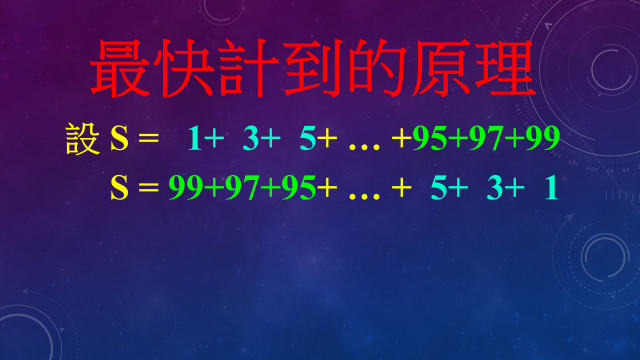 最快計到的原理
設 S = 1+ 3+ 5+ … +95+97+99
S = 99+97+95+ … + 5+ 3+ 1